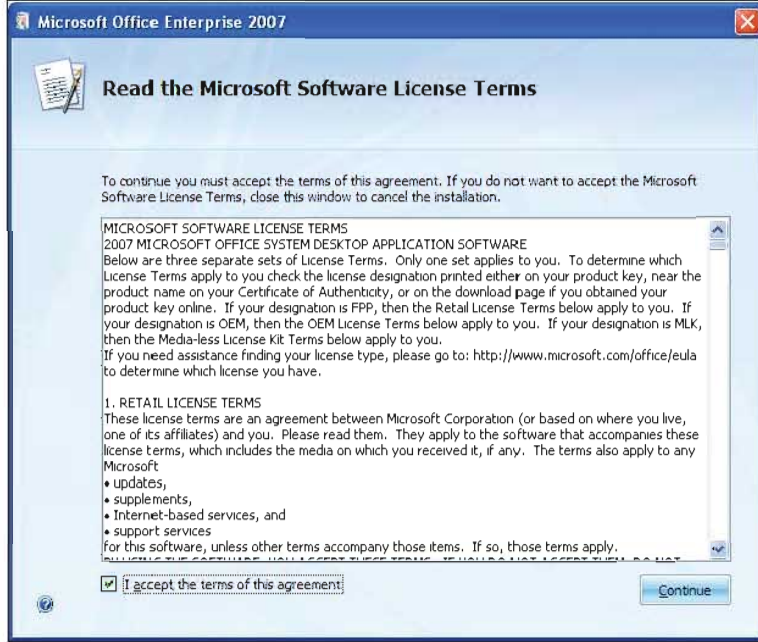 Microsoft Office Enterprise 2007
Read the Microsoft Software License Terms
To continue you must accept the terms of this agreement. If you do not want to accept the Microsoft
Software License Terms, close this window to cancel the installation.
MICROSOFT SOFTWARE LICENSE TERMS
2007 MICROSOFT OFFICE SYSTEM DESKTOP APPLICATION SOFTWARE
Below are three separate sets of License Terms. Only one set applies to you. To determine which
License Terms apply to you check the license designation printed either on your product key, near the
product name on your Certificate of Authenticity, or on the download page if you obtained your
product key online. If your designation is FPP, then the Retail License Terms below apply to you. If
your designation is OEM, then the OEM License Terms below apply to you. If your designation is MLK,
then the Media-less License Kit Terms below apply to you.
If you need assistance finding your license type, please go to: http://www.microsoft.com/office/eula
to determine which license you have.
1. RETAIL LICENSE TERMS
These license terms are an agreement between Microsoft Corporation (or based on where you live,
one of its affiliates) and you. Please read them. They apply to the software that accompanies these
license terms, which includes the media on which you received it, if any. The terms also apply to any
Microsoft
• updates,
• supplements,
• Internet-based services, and
• support services
for this software, unless other terms accompany those items. If so, those terms apply.
I accept the terms of this agreement
Continue